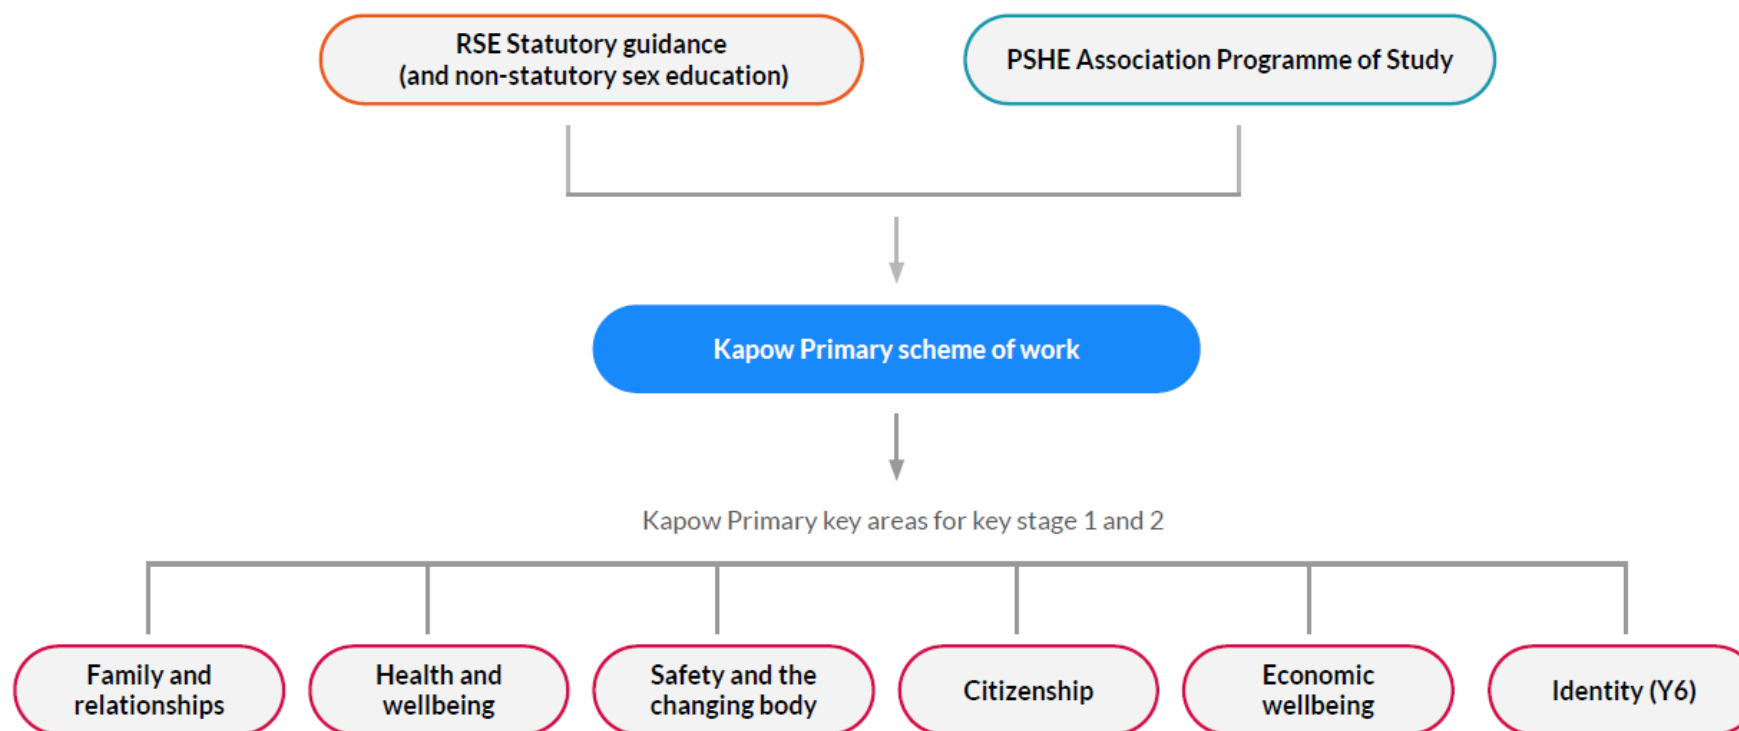 RSE Statutory guidance
(and non-statutory sex education)
PSHE Association Programme of Study
Kapow Primary scheme of work
Kapow Primary key areas for key stage 1 and 2
Family and
relationships
Health and
wellbeing
Safety and the
changing body
Citizenship
Economic
wellbeing
Identity (Y6)